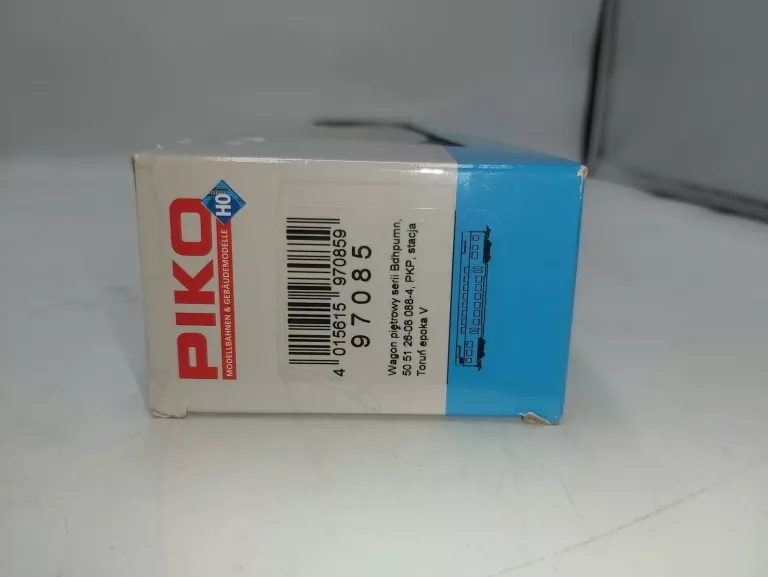 PIKO
H0
MODELLBAHNEN & GEBÄUDEMODELLE
4 015615 970859
97085
Wagon piętrowy serii Bdhpumn,
50 51 26-08 088-4, PKP, stacja
Toruń epoka V